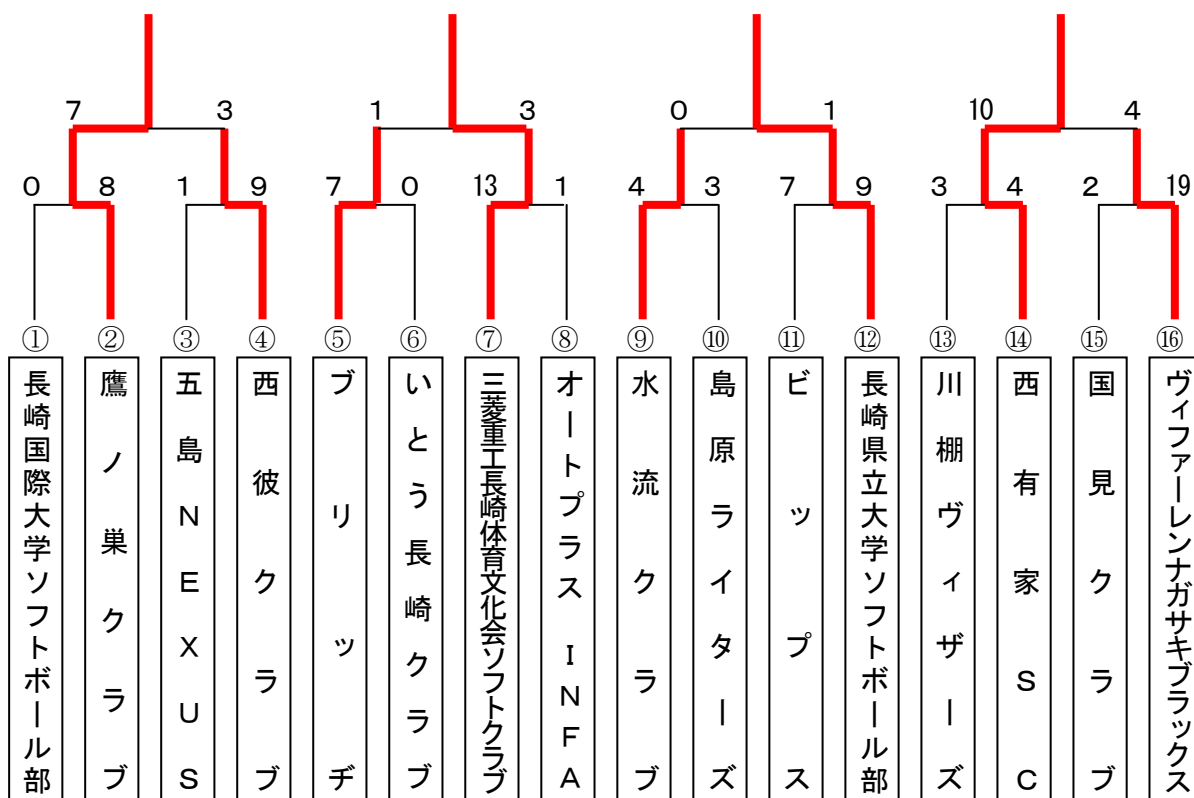 7 3 1 3 0 1 10 4
0 8 1 9 7 0 13 1 4 3 7 9 3 4 2 19
① ② ③ ④ ⑤ ⑥ ⑦ ⑧ ⑨ ⑩ ⑪ ⑫ ⑬ ⑭ ⑮ ⑯
長崎国際大学ソフトボール部
鷹ノ巣クラブ
五島NEXUS
西彼クラブ
ブリッヂ
いとう長崎クラブ
三菱重工長崎体育文化会ソフトクラブ
オートプラス INFA
水流クラブ
島原ライターズ
ビップス
長崎県立大学ソフトボール部
川棚ヴィザーズ
西有家SC
国見クラブ
ヴィファーレンナガサキブラックス